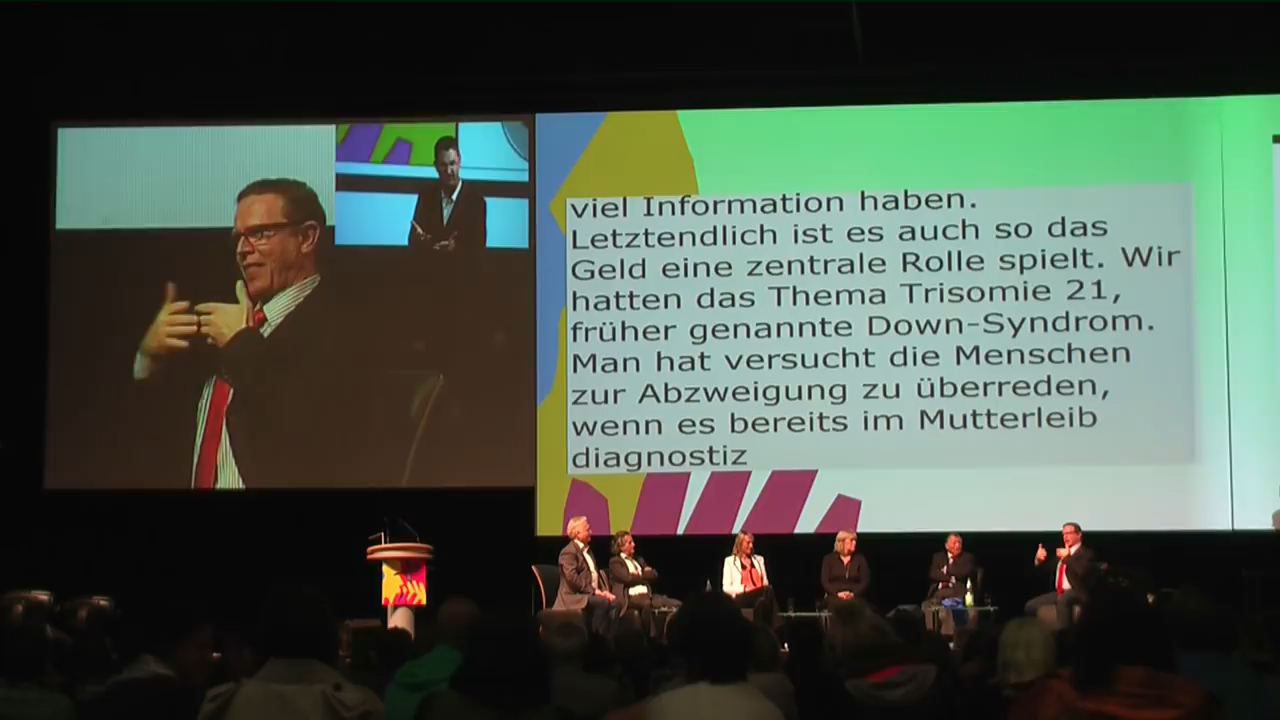 viel Information haben.
Letztendlich ist es auch so das
Geld eine zentrale Rolle spielt. Wir
hatten das Thema Trisomie 21,
früher genannte Down-Syndrom.
Man hat versucht die Menschen
zur Abzweigung zu überreden,
wenn es bereits im Mutterleib
diagnostiz